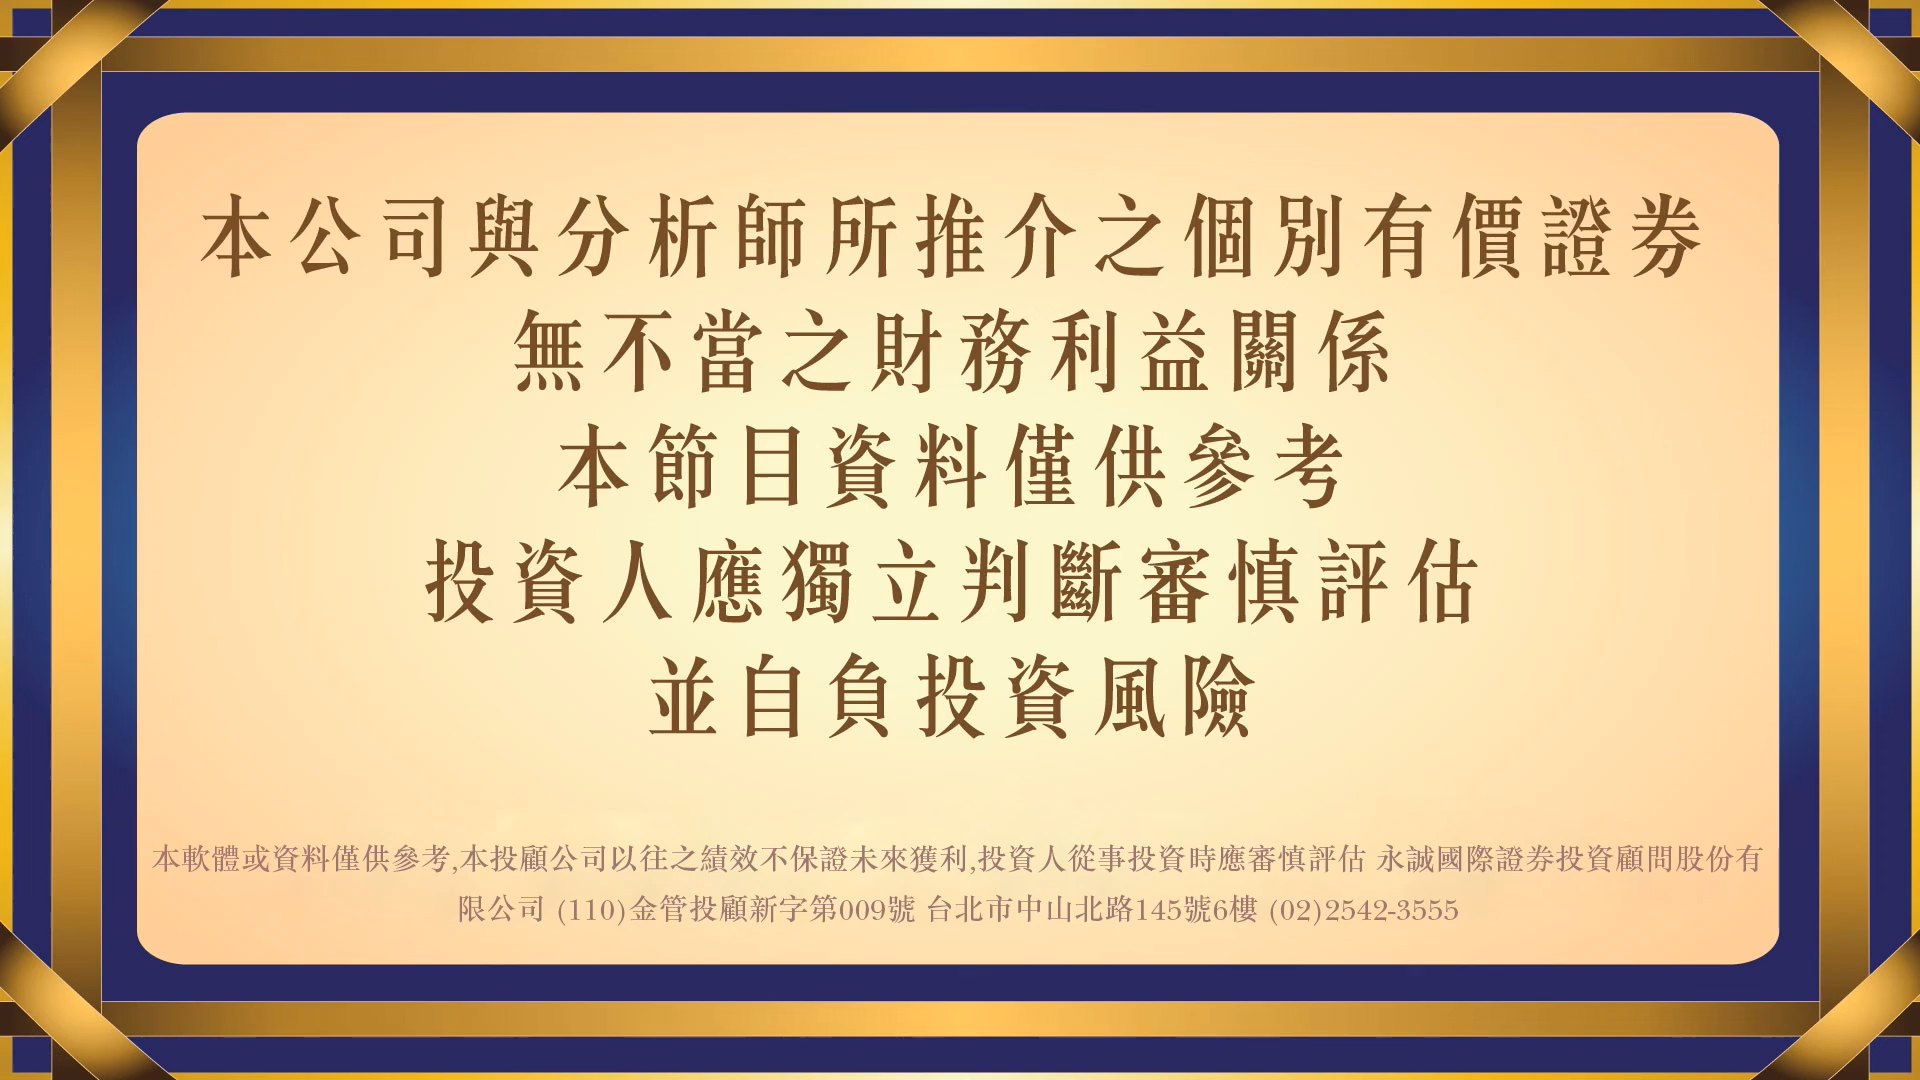 本公司與分析師所推介之個別有價證券
無不當之財務利益關係
本節目資料僅供參考
投資人應獨立判斷審慎評估
並自負投資風險
本軟體或資料僅供參考,本投顧公司以往之績效不保證未來獲利,投資人從事投資時應審慎評估 永誠國際證券投資顧問股份有
限公司 (110)金管投顧新字第009號 台北市中山北路145號6樓 (02)2542-3555